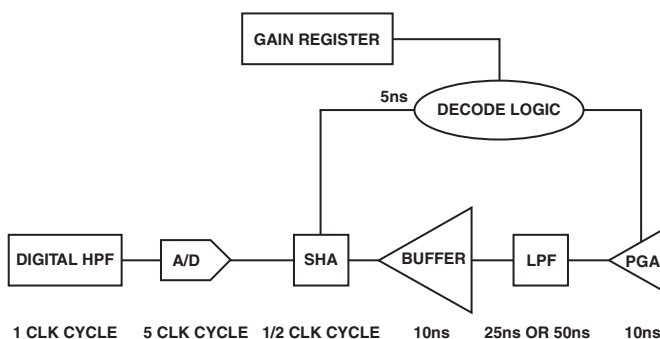 GAIN REGISTER
5ns
DECODE LOGIC
DIGITAL HPF
A/D
SHA
BUFFER
LPF
PGA
1 CLK CYCLE
5 CLK CYCLE
1/2 CLK CYCLE
10ns
25ns OR 50ns
10ns